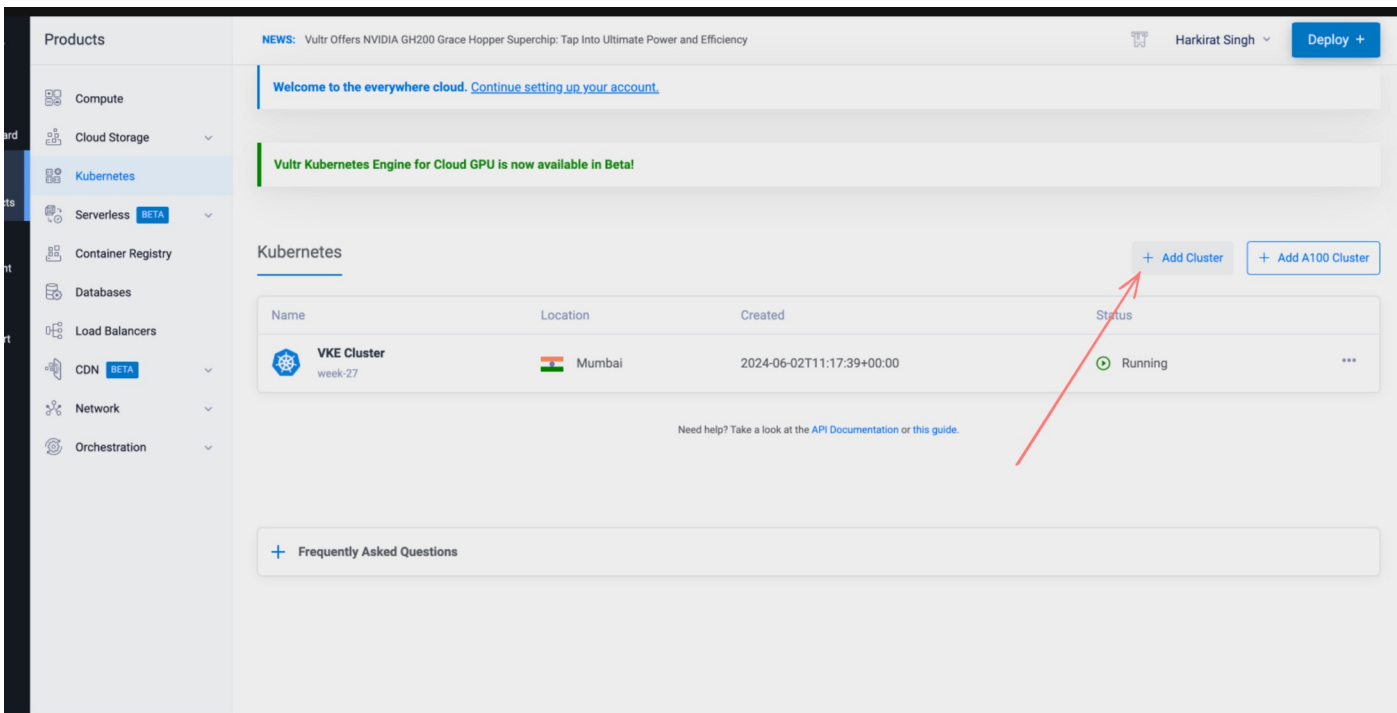 Products
NEWS: Vultr Offers NVIDIA GH200 Grace Hopper Superchip: Tap Into Ultimate Power and Efficiency
Harkirat Singh
Deploy +
Welcome to the everywhere cloud. Continue setting up your account.
Compute
ard
Cloud Storage
Vultr Kubernetes Engine for Cloud GPU is now available in Beta!
Kubernetes
cts
Serverless BETA
Container Registry
Kubernetes
+ Add Cluster
+ Add A100 Cluster
nt
Databases
Name Location Created Status
Load Balancers
rt
VKE Cluster
week-27
Mumbai
2024-06-02T11:17:39+00:00
Running
CDN BETA
Network
Need help? Take a look at the API Documentation or this guide.
Orchestration
+ Frequently Asked Questions